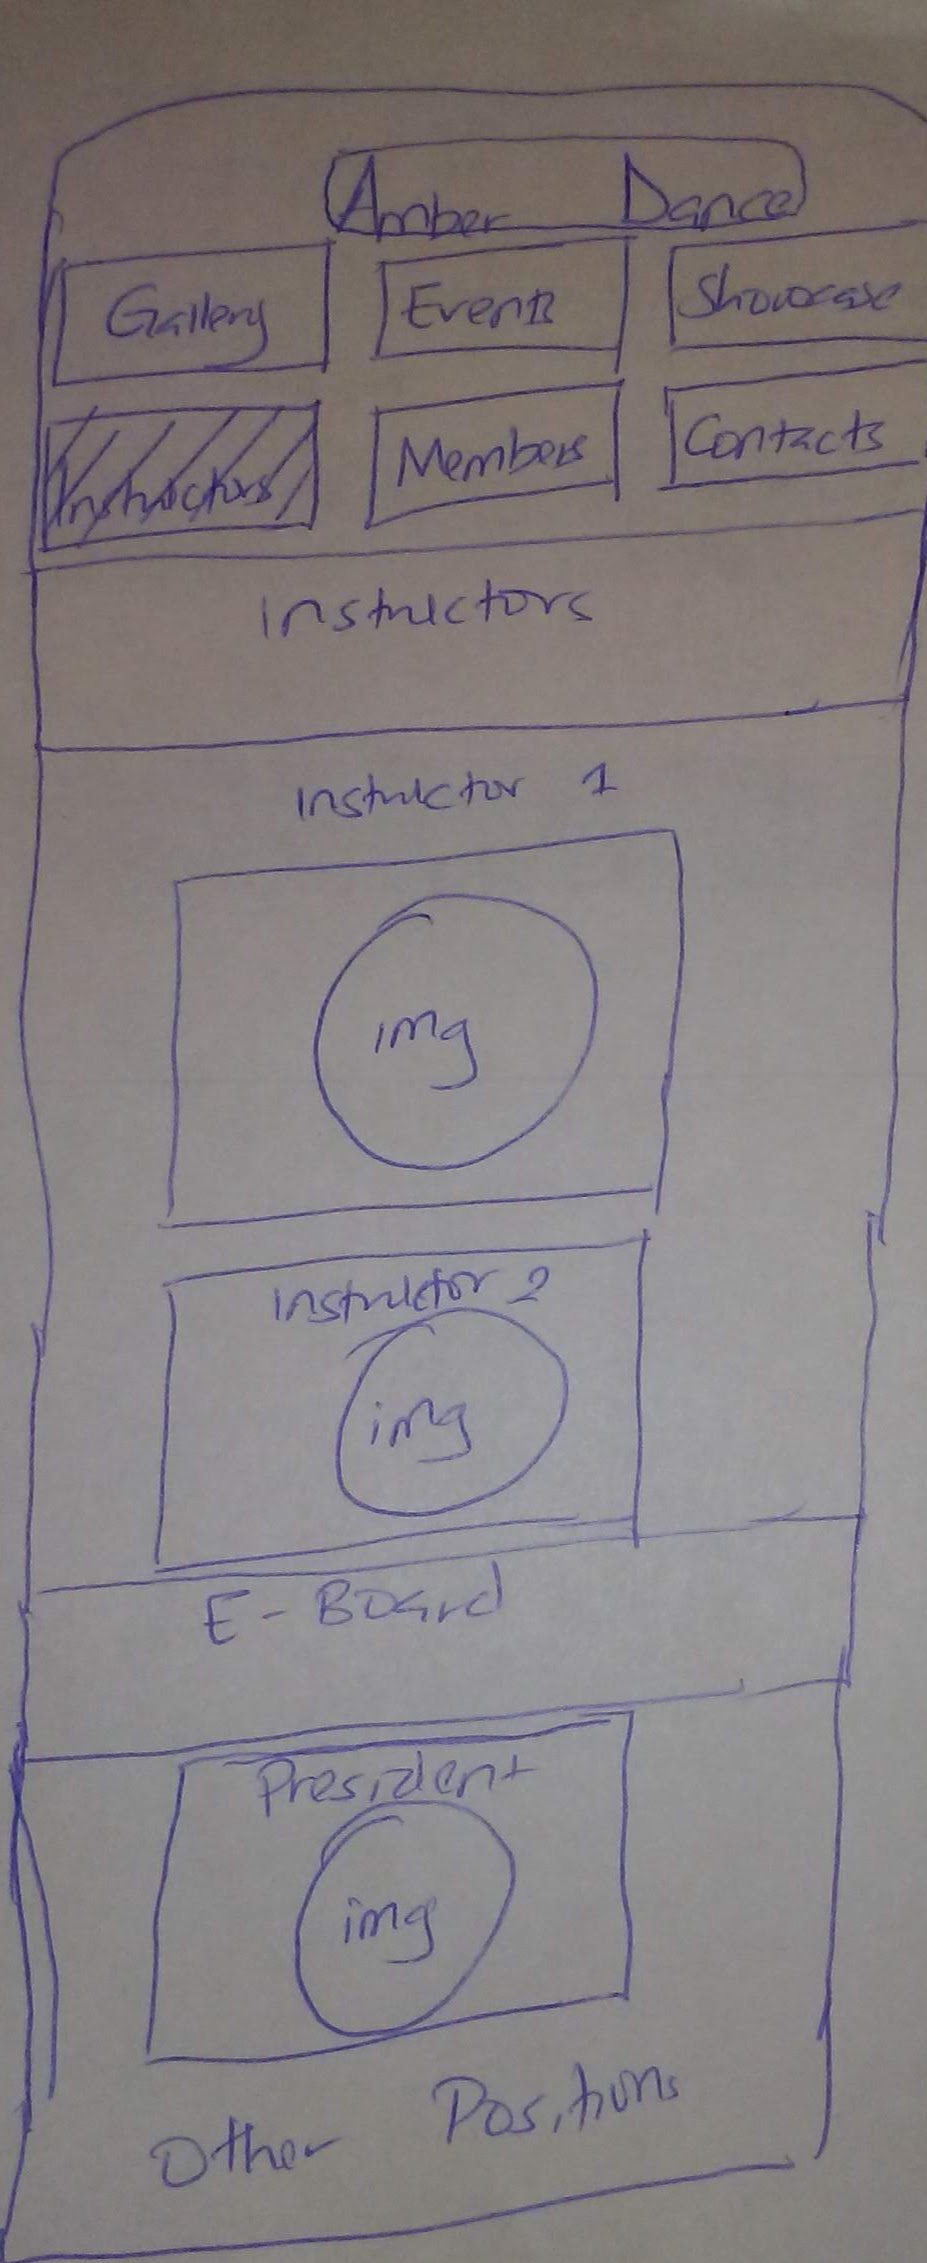 Amber Dance
Gallery Events Showcase
Instructors Members Contacts
instructors
instructor 1
img
instructor 2
img
E-Board
President
img
Other Positions